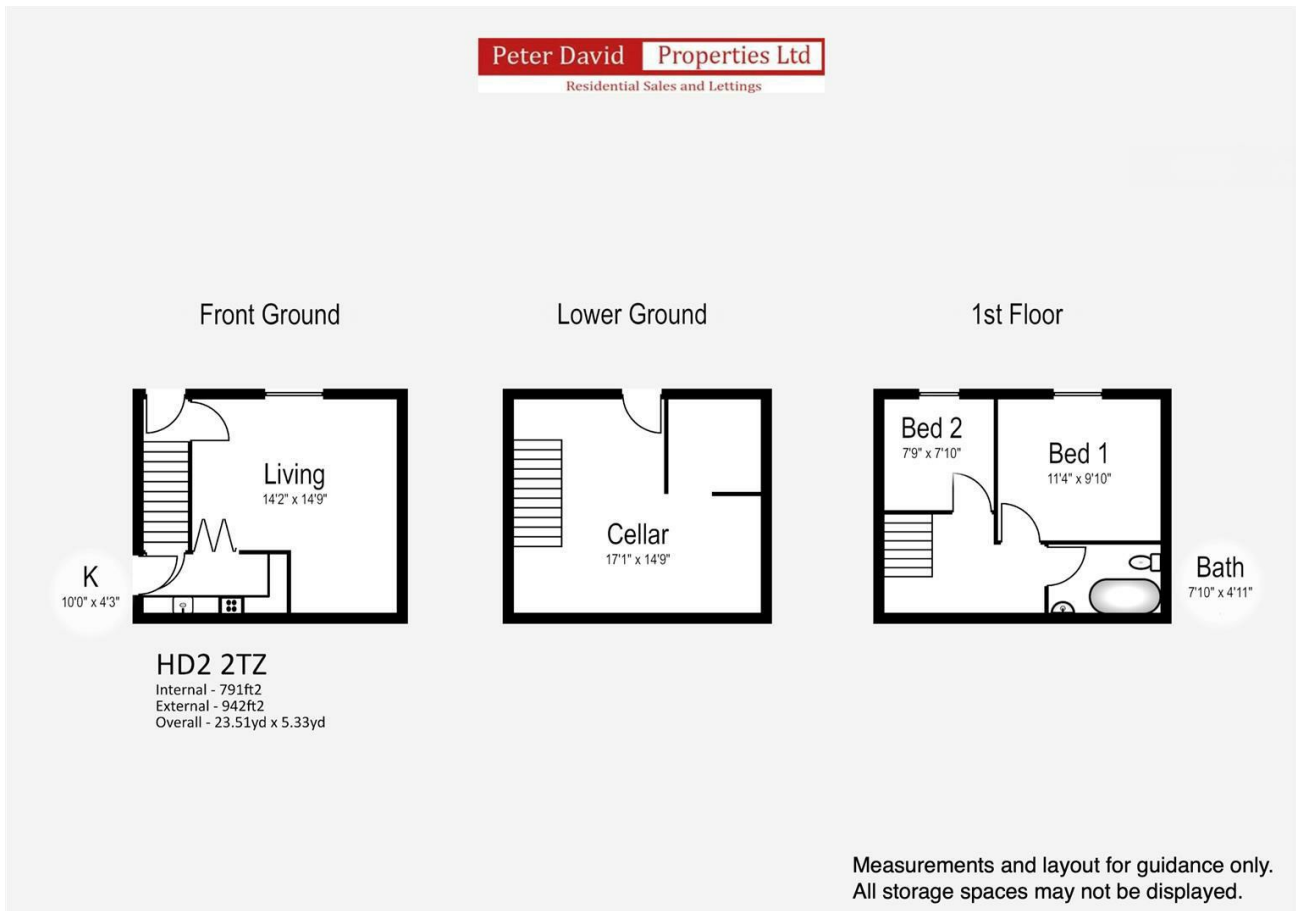 Peter David Properties Ltd
Residential Sales and Lettings
Front Ground
Lower Ground
1st Floor
Living
14'2" x 14'9"
K
10'0" x 4'3"
Cellar
17'1" x 14'9"
Bed 2
7'9" x 7'10"
Bed 1
11'4" x 9'10"
Bath
7'10" x 4'11"
HD2 2TZ
Internal - 791ft2
External - 942ft2
Overall - 23.51yd x 5.33yd
Measurements and layout for guidance only.
All storage spaces may not be displayed.